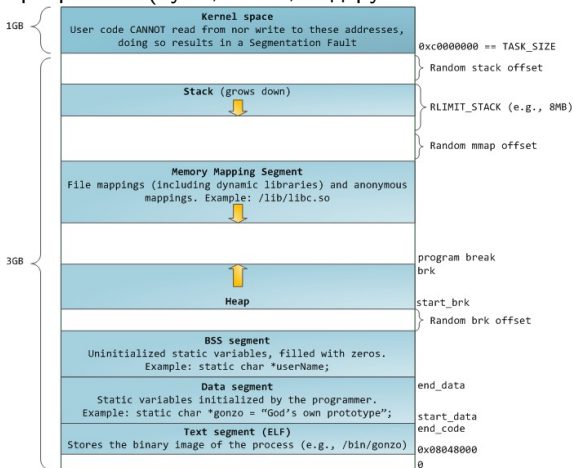 Kernel space
1GB
User code CANNOT read from nor write to these addresses,
doing so results in a Segmentation Fault
0xc0000000 == TASK_SIZE
Random stack offset
Stack (grows down)
RLIMIT_STACK (e.g., 8MB)
Random mmap offset
Memory Mapping Segment
File mappings (including dynamic libraries) and anonymous
mappings. Example: /lib/libc.so
3GB
program break
brk
Heap
start_brk
Random brk offset
BSS segment
Uninitialized static variables, filled with zeros.
Example: static char *userName;
Data segment
end_data
Static variables initialized by the programmer.
Example: static char *gonzo = “God’s own prototype”;
start_data
Text segment (ELF)
end_code
Stores the binary image of the process (e.g., /bin/gonzo)
0x08048000
0